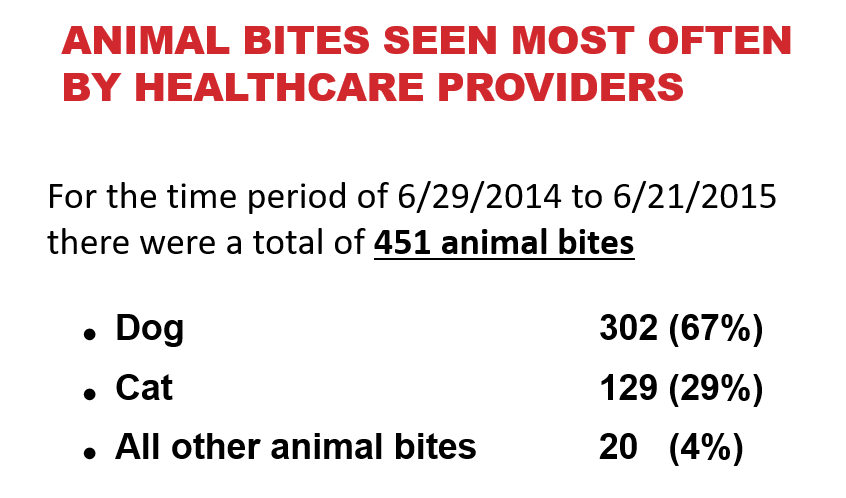 ANIMAL BITES SEEN MOST OFTEN
BY HEALTHCARE PROVIDERS
For the time period of 6/29/2014 to 6/21/2015
there were a total of 451 animal bites
• Dog 302 (67%)
• Cat 129 (29%)
• All other animal bites 20 (4%)